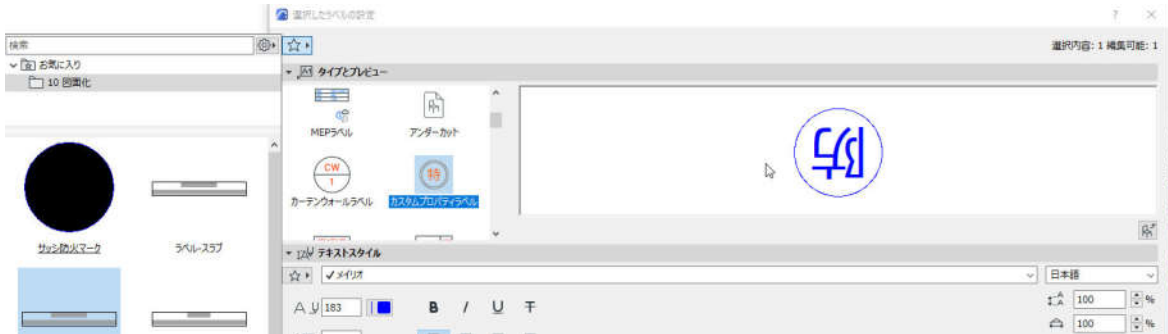 選択したラベルの設定
?
検索
選択内容: 1 編集可能: 1
お気に入り
10 図面化
タイプとプレビュー
MEPラベル
アンダーカット
CW
1
特
カーテンウォールラベル
カスタムプロパティラベル
防
サッシ防火マーク
ラベル-スラブ
テキストスタイル
メイリオ
日本語
183
B I U T
100 %
100 %